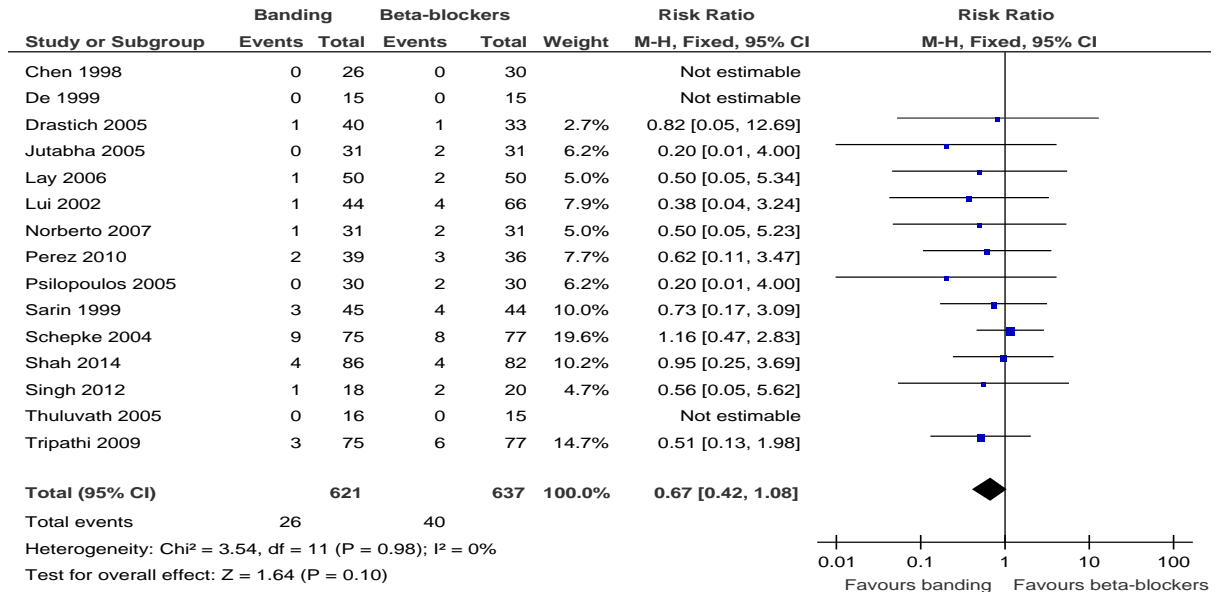 Banding Beta-blockers Risk Ratio Risk Ratio
Study or Subgroup Events Total Events Total Weight M-H, Fixed, 95% CI M-H, Fixed, 95% CI
Chen 1998 0 26 0 30 Not estimable
De 1999 0 15 0 15 Not estimable
Drastich 2005 1 40 1 33 2.7% 0.82 [0.05, 12.69]
Jutabha 2005 0 31 2 31 6.2% 0.20 [0.01, 4.00]
Lay 2006 1 50 2 50 5.0% 0.50 [0.05, 5.34]
Lui 2002 1 44 4 66 7.9% 0.38 [0.04, 3.24]
Norberto 2007 1 31 2 31 5.0% 0.50 [0.05, 5.23]
Perez 2010 2 39 3 36 7.7% 0.62 [0.11, 3.47]
Psilopoulos 2005 0 30 2 30 6.2% 0.20 [0.01, 4.00]
Sarin 1999 3 45 4 44 10.0% 0.73 [0.17, 3.09]
Schepke 2004 9 75 8 77 19.6% 1.16 [0.47, 2.83]
Shah 2014 4 86 4 82 10.2% 0.95 [0.25, 3.69]
Singh 2012 1 18 2 20 4.7% 0.56 [0.05, 5.62]
Thuluvath 2005 0 16 0 15 Not estimable
Tripathi 2009 3 75 6 77 14.7% 0.51 [0.13, 1.98]
Total (95% CI) 621 637 100.0% 0.67 [0.42, 1.08]
Total events 26 40
Heterogeneity: Chi² = 3.54, df = 11 (P = 0.98); I² = 0%
Test for overall effect: Z = 1.64 (P = 0.10)
0.01 0.1 1 10 100
Favours banding Favours beta-blockers